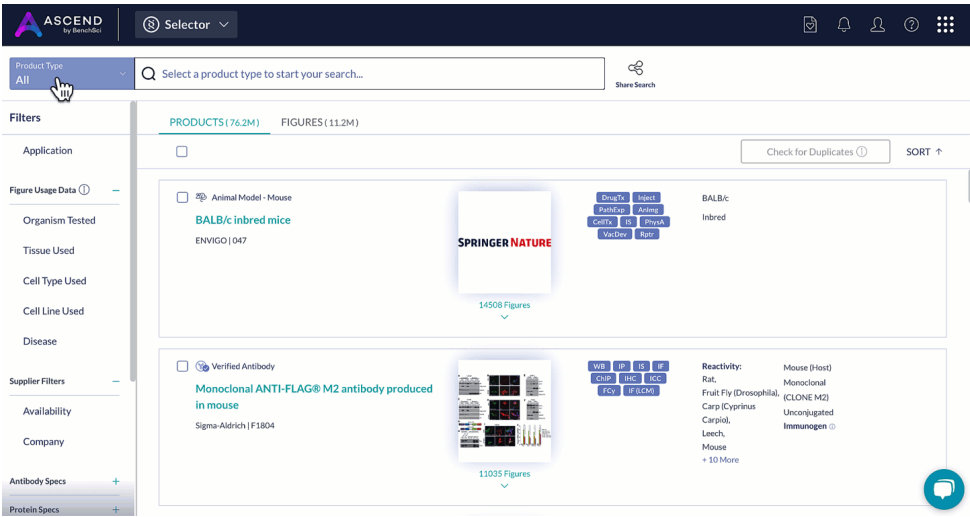 ASCEND
by BenchSci
Selector
Product Type
All
Select a product type to start your search...
Share Search
Filters
Application
Figure Usage Data
Organism Tested
Tissue Used
Cell Type Used
Cell Line Used
Disease
Supplier Filters
Availability
Company
Antibody Specs
Protein Specs
PRODUCTS (76.2M)
FIGURES (11.2M)
Check for Duplicates
SORT ↑
Animal Model - Mouse
BALB/c inbred mice
ENVIGO | 047
SPRINGER NATURE
14508 Figures
DrugTx Inject
PathExp AnImg
CellTx IS PhysA
VacDev Rptr
BALB/c
Inbred
Verified Antibody
Monoclonal ANTI-FLAG® M2 antibody produced
in mouse
Sigma-Aldrich | F1804
11035 Figures
WB IP IS IF
ChIP IHC ICC
FCy IF (LCM)
Reactivity:
Rat,
Fruit Fly (Drosophila),
Carp (Cyprinus
Carpio),
Leech,
Mouse
+ 10 More
Mouse (Host)
Monoclonal
(CLONE M2)
Unconjugated
Immunogen